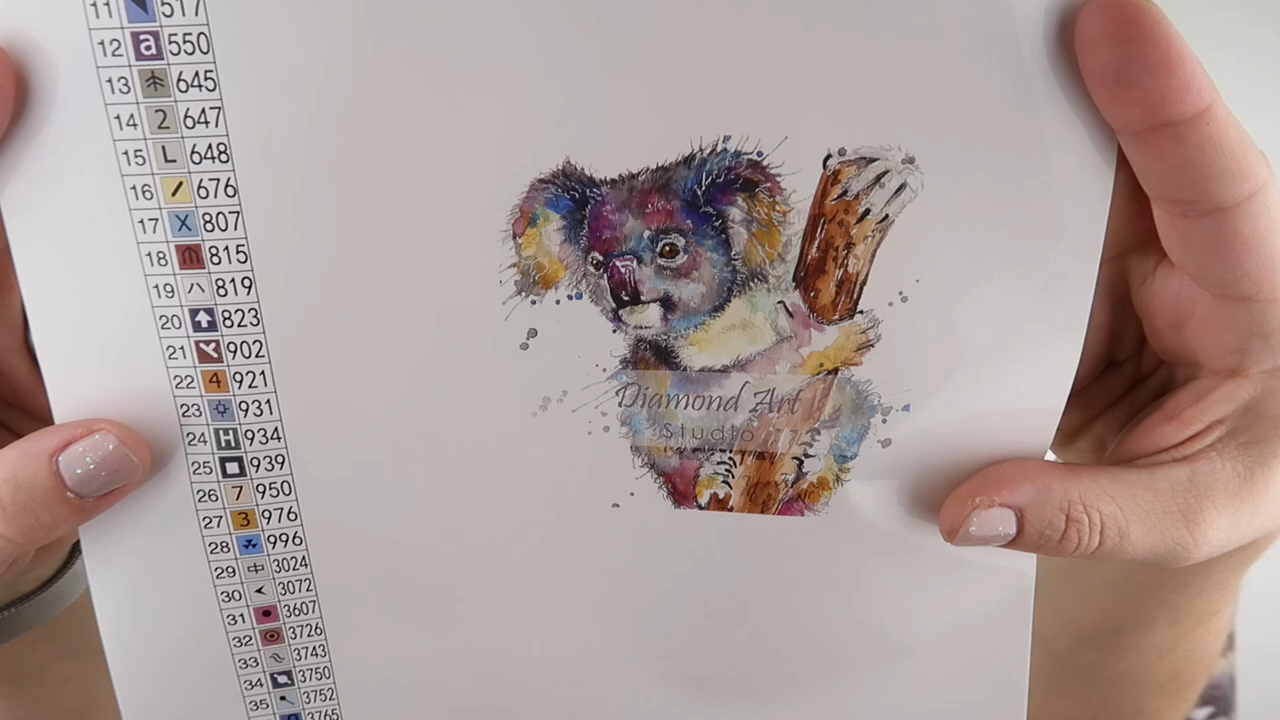 11 517
12 a 550
13 645
14 2 647
15 L 648
16 676
17 X 807
18 815
19 819
20 823
21 902
22 4 921
23 931
24 H 934
25 939
26 7 950
27 3 976
28 996
29 3024
30 3072
31 3607
32 3726
33 3743
34 3750
35 3752
3765
Diamond Art
Studio